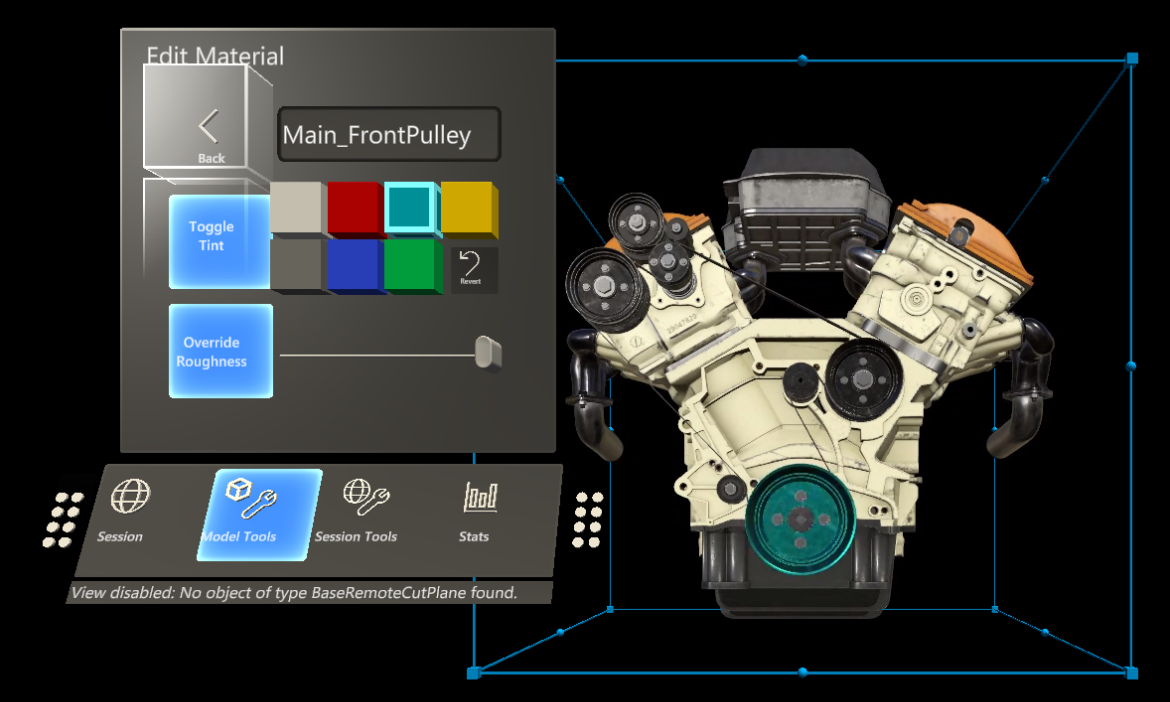 Edit Material
Back
Main_FrontPulley
Toggle
Tint
Revert
Override
Roughness
Session
Model Tools
Session Tools
Stats
View disabled: No object of type BaseRemoteCutPlane found.